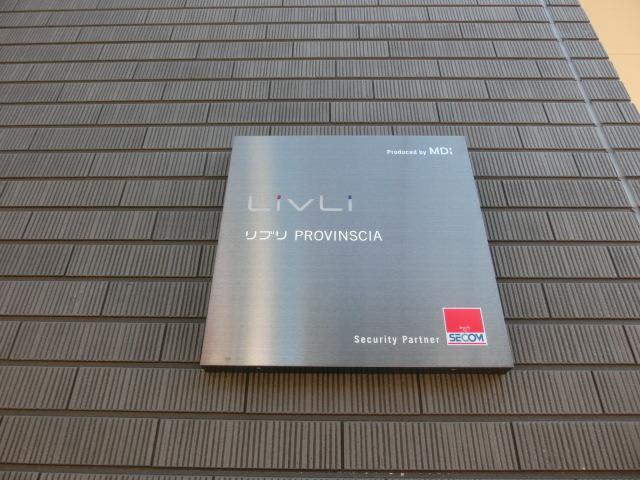 Produced by MDI
LivLi
リブリ PROVINSCIA
Security Partner
SECOM